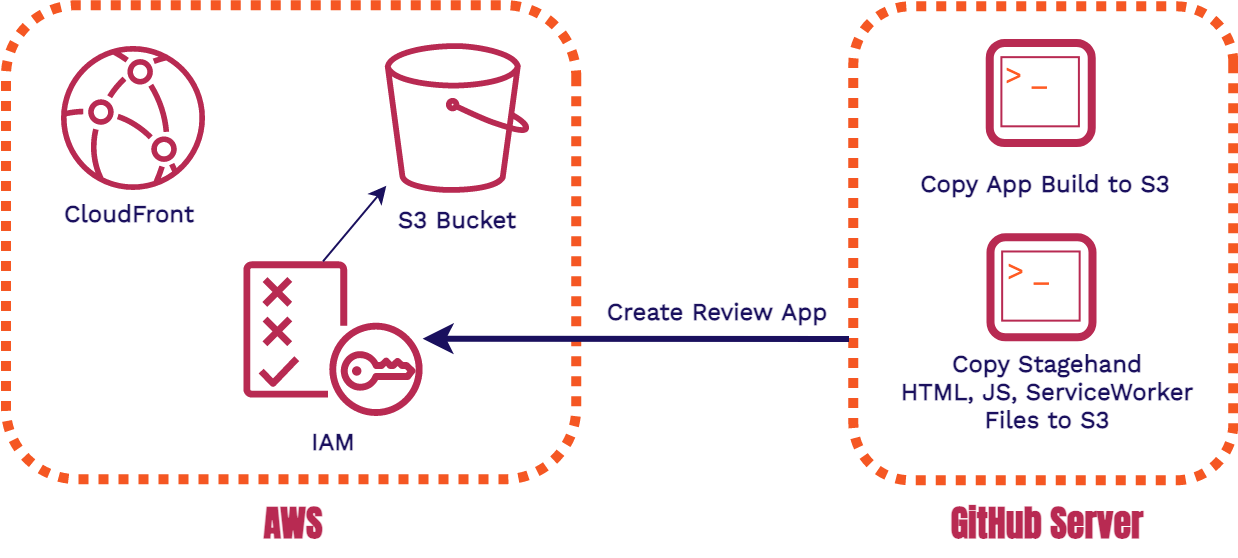 CloudFront
S3 Bucket
IAM
AWS
Create Review App
>_
Copy App Build to S3
>_
Copy Stagehand
HTML, JS, ServiceWorker
Files to S3
GitHub Server